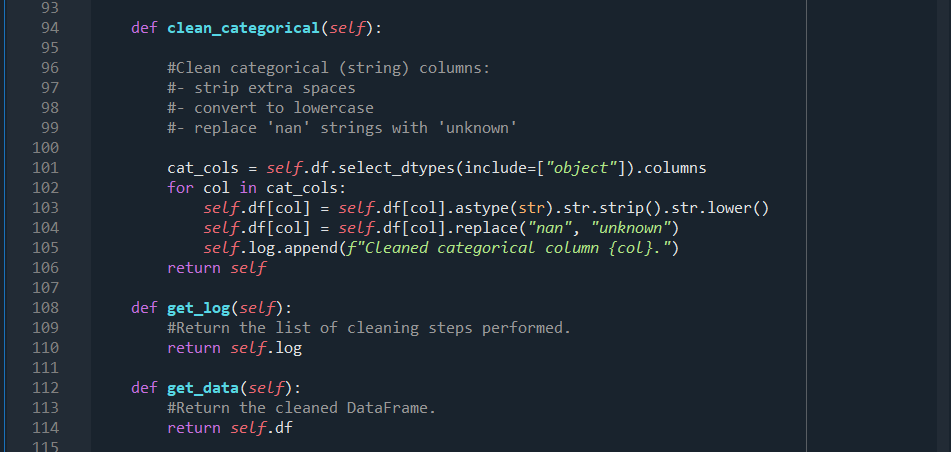 93
94     def clean_categorical(self):
95
96         #Clean categorical (string) columns:
97         #- strip extra spaces
98         #- convert to lowercase
99         #- replace 'nan' strings with 'unknown'
100
101         cat_cols = self.df.select_dtypes(include=["object"]).columns
102         for col in cat_cols:
103             self.df[col] = self.df[col].astype(str).str.strip().str.lower()
104             self.df[col] = self.df[col].replace("nan", "unknown")
105             self.log.append(f"Cleaned categorical column {col}.")
106         return self
107
108     def get_log(self):
109         #Return the list of cleaning steps performed.
110         return self.log
111
112     def get_data(self):
113         #Return the cleaned DataFrame.
114         return self.df
115